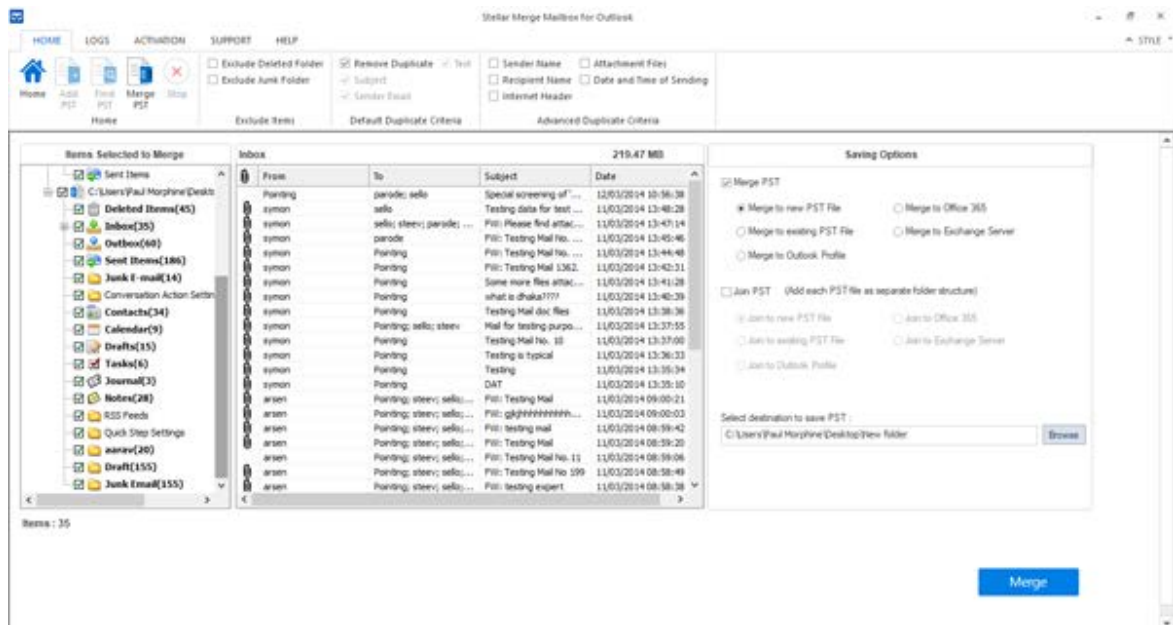 Stellar Merge Mailbox for Outlook
HOME LOGS ACTIVATION SUPPORT HELP STYLE
Home Add PST Find PST Merge PST Stop
Exclude Deleted Folder
Exclude Junk Folder
Remove Duplicate Text
Subject
Sender Email
Sender Name Attachment Files
Recipient Name Date and Time of Sending
Internet Header
Home Exclude Items Default Duplicate Criteria Advanced Duplicate Criteria
Items Selected to Merge
Sent Items
C:\Users\Paul Morphine\Deskto
Deleted Items(45)
Inbox(35)
Outbox(60)
Sent Items(186)
Junk E-mail(14)
Conversation Action Settin
Contacts(34)
Calendar(9)
Drafts(15)
Tasks(6)
Journal(3)
Notes(28)
RSS Feeds
Quick Step Settings
aarav(20)
Draft(155)
Junk Email(155)
Inbox 219.47 MB
From To Subject Date
Pointing parode; sello Special screening of ... 12/03/2014 10:56:38
symon sello Testing data for test ... 11/03/2014 13:48:28
symon sello; steev; parode; ... FW: Please find attac... 11/03/2014 13:47:14
symon parode FW: Testing Mail No. ... 11/03/2014 13:45:46
symon Pointing FW: Testing Mail No. ... 11/03/2014 13:44:48
symon Pointing FW: Testing Mail 1362. 11/03/2014 13:42:31
symon Pointing Some more files attac... 11/03/2014 13:41:28
symon Pointing what is dhaka???? 11/03/2014 13:40:39
symon Pointing Testing Mail doc files 11/03/2014 13:38:36
symon Pointing; sello; steev Mail for testing purpo... 11/03/2014 13:37:55
symon Pointing Testing Mail No. 10 11/03/2014 13:37:00
symon Pointing Testing is typical 11/03/2014 13:36:33
symon Pointing Testing 11/03/2014 13:35:34
symon Pointing DAT 11/03/2014 13:35:10
arsen Pointing; steev; sello;... FW: Testing Mail 11/03/2014 09:00:21
arsen Pointing; steev; sello;... FW: 11/03/2014 09:00:03
arsen Pointing; steev; sello;... FW: testing mail 11/03/2014 08:59:42
arsen Pointing; steev; sello;... FW: Testing Mail 11/03/2014 08:59:20
arsen Pointing; steev; sello;... FW: Testing Mail No. 11 11/03/2014 08:59:06
arsen Pointing; steev; sello;... FW: Testing Mail No 199 11/03/2014 08:58:49
arsen Pointing; steev; sello;... FW: testing expert 11/03/2014 08:58:38
Saving Options
Merge PST
Merge to new PST File Merge to Office 365
Merge to existing PST File Merge to Exchange Server
Merge to Outlook Profile
Join PST (Add each PST file as separate folder structure)
Join to new PST File Join to Office 365
Join to existing PST File Join to Exchange Server
Join to Outlook Profile
Select destination to save PST :
C:\Users\Paul Morphine\Desktop\New folder Browse
Items : 35
Merge